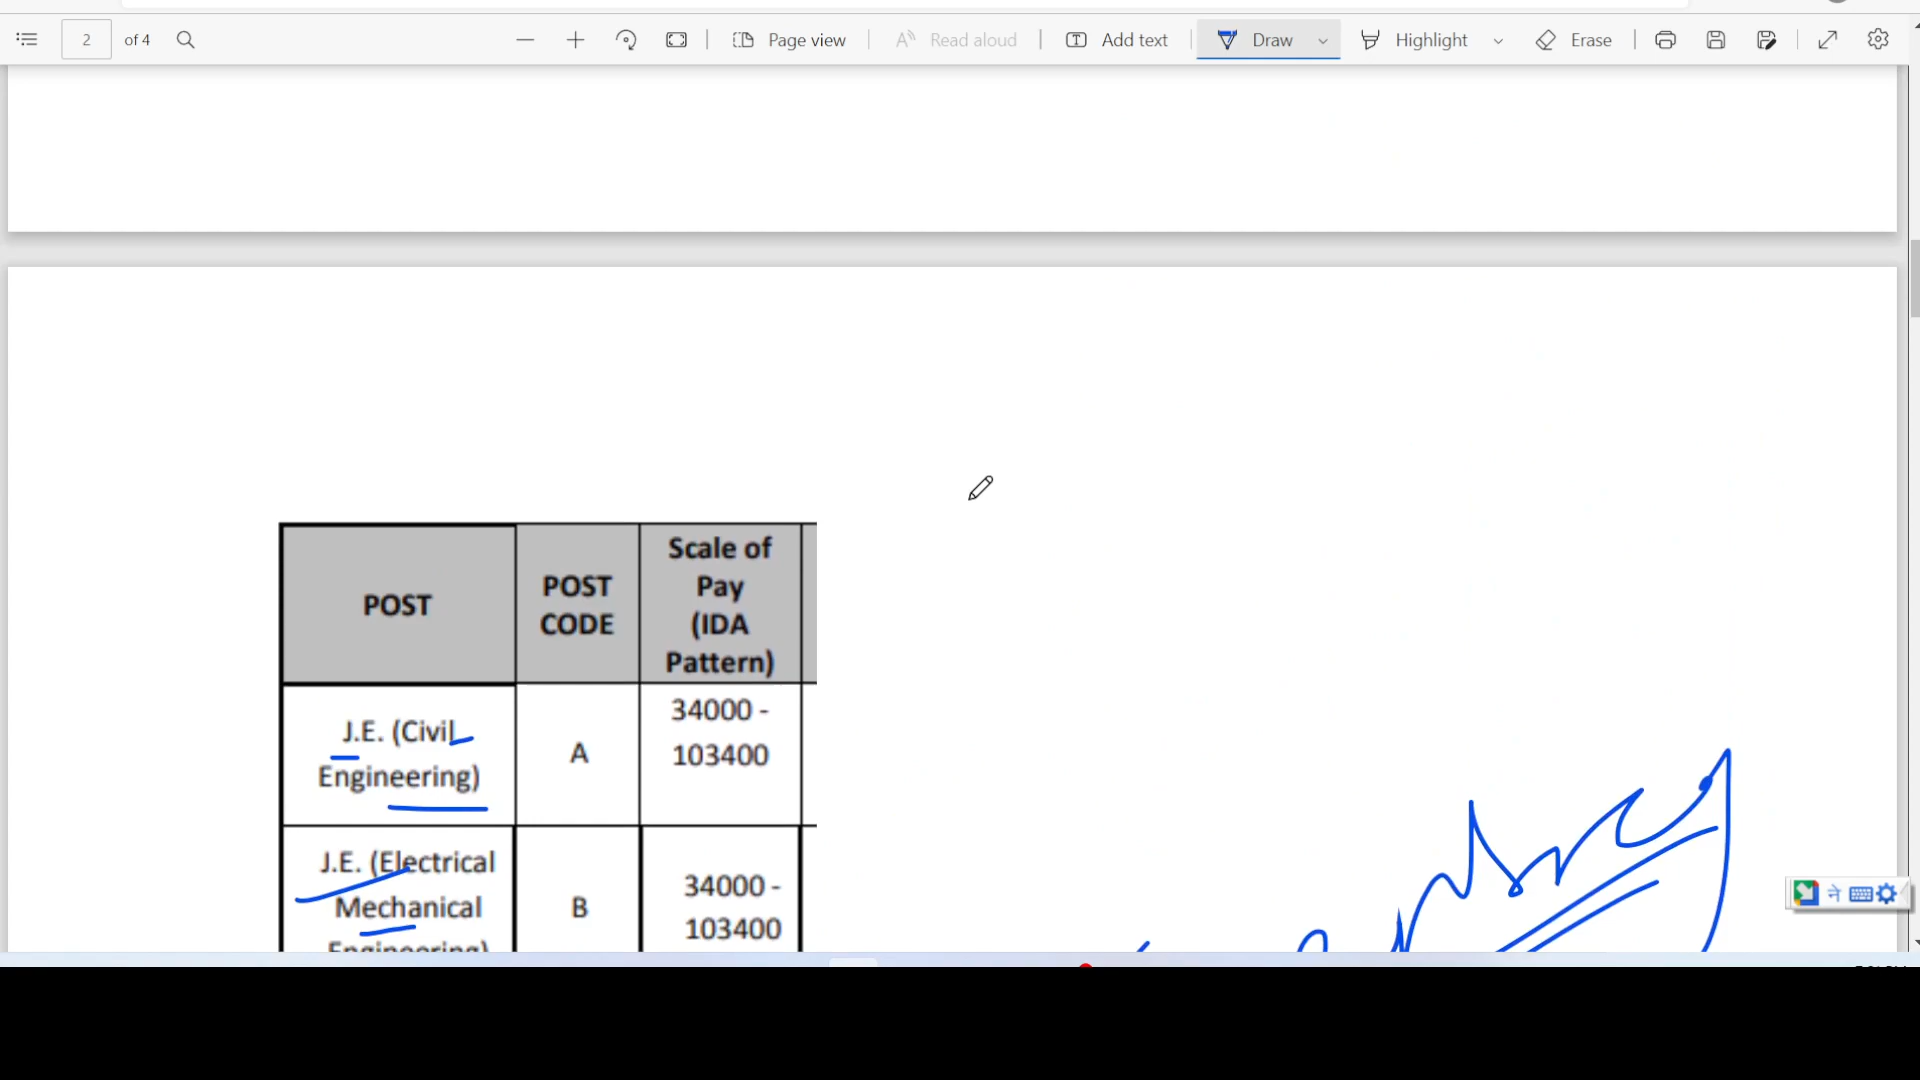 2 of 4 Page view Read aloud Add text Draw Highlight Erase
POST
POST
CODE
Scale of
Pay
(IDA
Pattern)
J.E. (Civil
Engineering)
A
34000 -
103400
J.E. (Electrical
Mechanical
Engineering)
B
34000 -
103400
ने